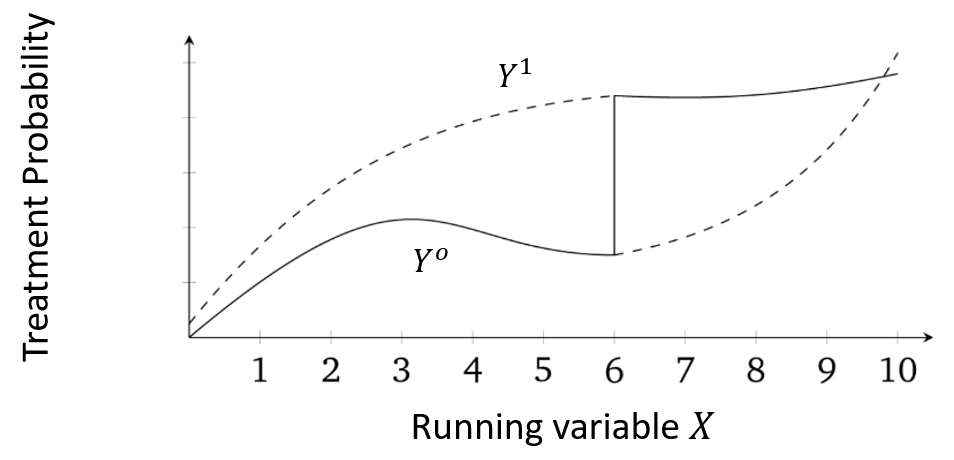 Treatment Probability
Y¹
Yᵒ
1 2 3 4 5 6 7 8 9 10
Running variable X